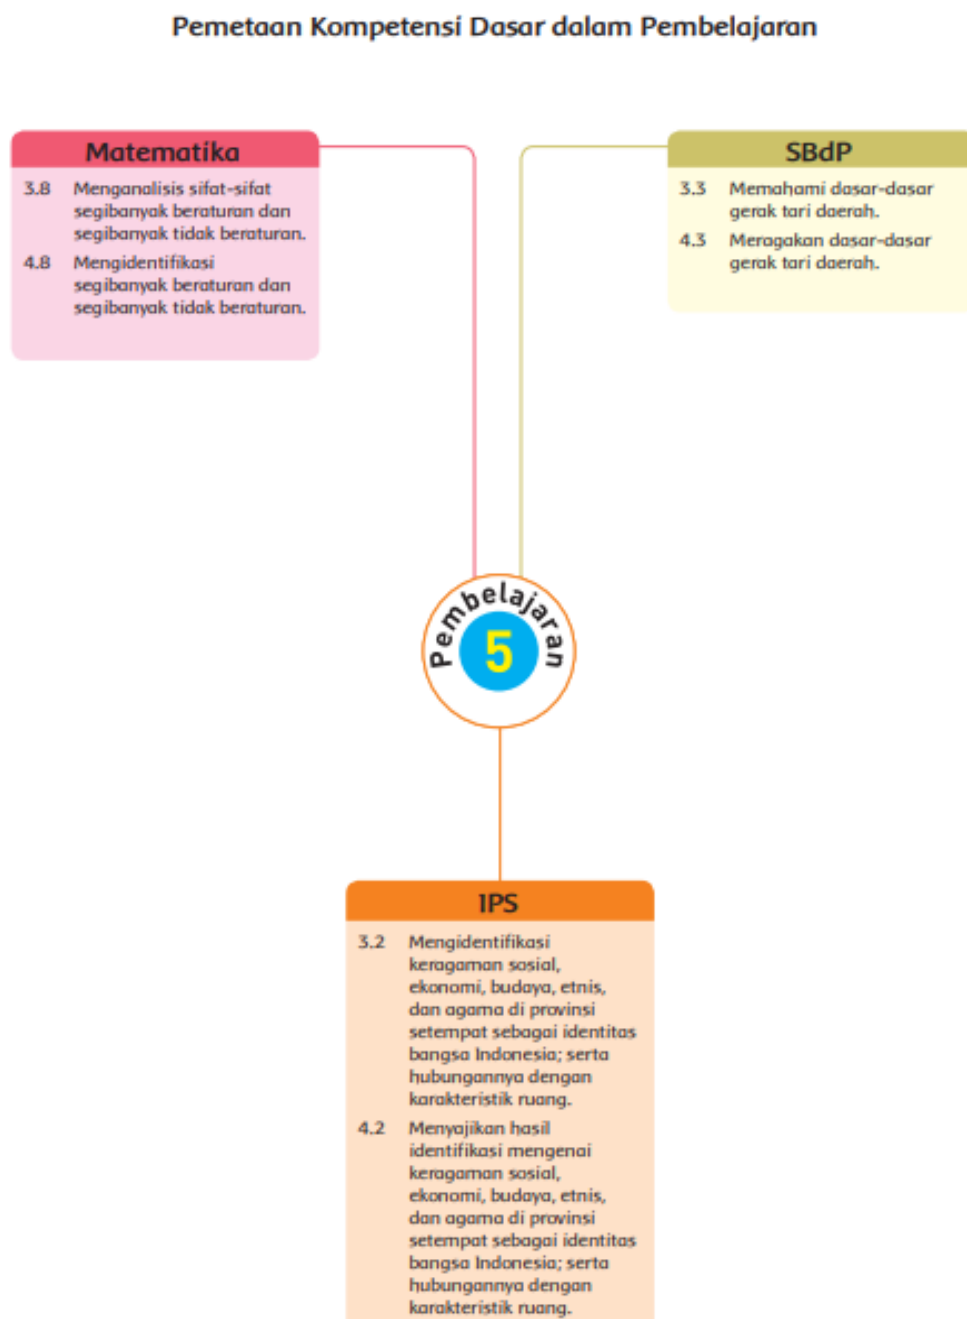 Pemetaan Kompetensi Dasar dalam Pembelajaran
Matematika
3.8 Menganalisis sifat-sifat
segibanyak beraturan dan
segibanyak tidak beraturan.
4.8 Mengidentifikasi
segibanyak beraturan dan
segibanyak tidak beraturan.
SBdP
3.3 Memahami dasar-dasar
gerak tari daerah.
4.3 Meragakan dasar-dasar
gerak tari daerah.
Pembelajaran
5
IPS
3.2 Mengidentifikasi
keragaman sosial,
ekonomi, budaya, etnis,
dan agama di provinsi
setempat sebagai identitas
bangsa Indonesia; serta
hubungannya dengan
karakteristik ruang.
4.2 Menyajikan hasil
identifikasi mengenai
keragaman sosial,
ekonomi, budaya, etnis,
dan agama di provinsi
setempat sebagai identitas
bangsa Indonesia; serta
hubungannya dengan
karakteristik ruang.